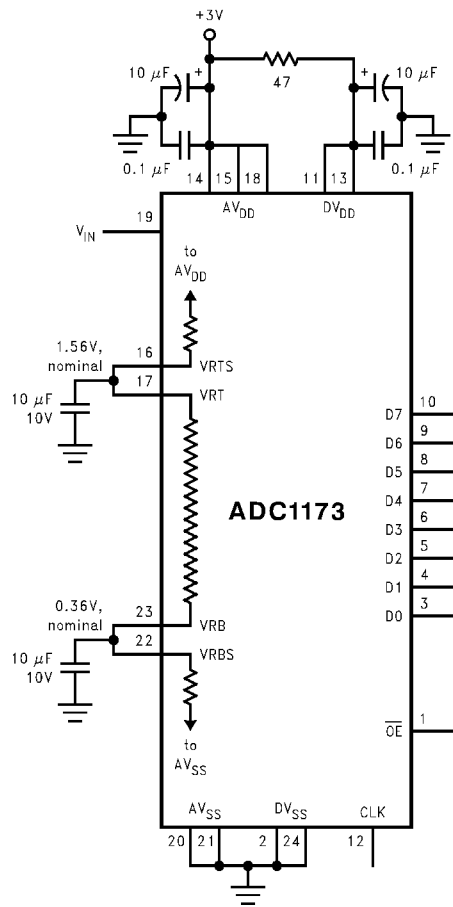 +3V
10 μF + 47 + 10 μF
0.1 μF 0.1 μF
14 15 18 11 13
AVDD DVDD
19
VIN
to
AVDD
1.56V,
nominal
16
VRTS
17
VRT
10 μF
10V
ADC1173
D7 10
D6 9
D5 8
D4 7
D3 6
D2 5
D1 4
D0 3
0.36V,
nominal
23
VRB
22
VRBS
10 μF
10V
OE 1
to
AVSS
AVSS DVSS CLK
20 21 2 24 12